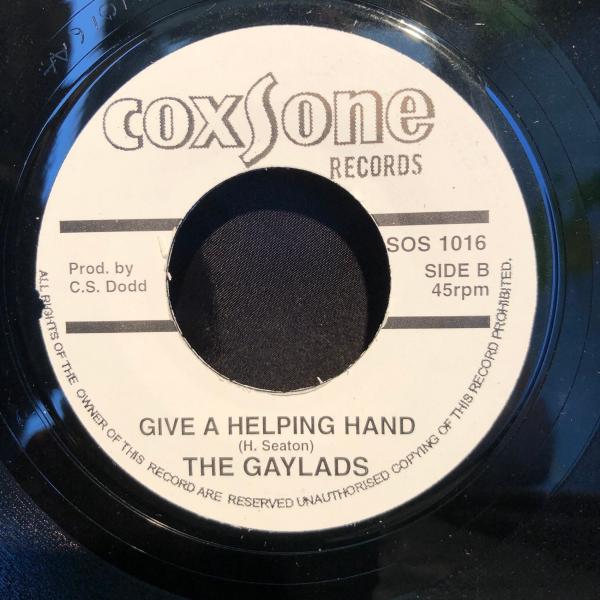 coxsone
RECORDS
SOS 1016
Prod. by
C.S. Dodd
SIDE B
45rpm
GIVE A HELPING HAND
(H. Seaton)
THE GAYLADS
ALL RIGHTS OF THE OWNER OF THIS RECORD ARE RESERVED UNAUTHORISED COPYING OF THIS RECORD PROHIBITED.